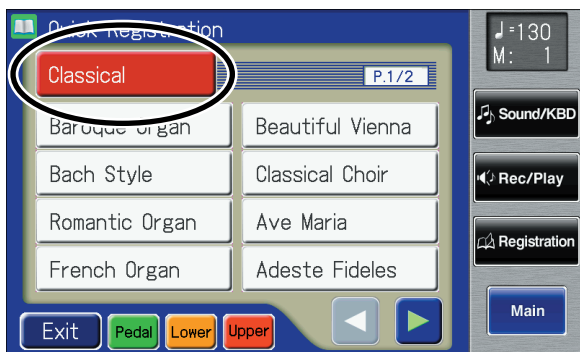 Quick Registration
Classical
P.1/2
Baroque Organ
Beautiful Vienna
Bach Style
Classical Choir
Romantic Organ
Ave Maria
French Organ
Adeste Fideles
Exit
Pedal
Lower
Upper
♩=130
M: 1
Sound/KBD
Rec/Play
Registration
Main